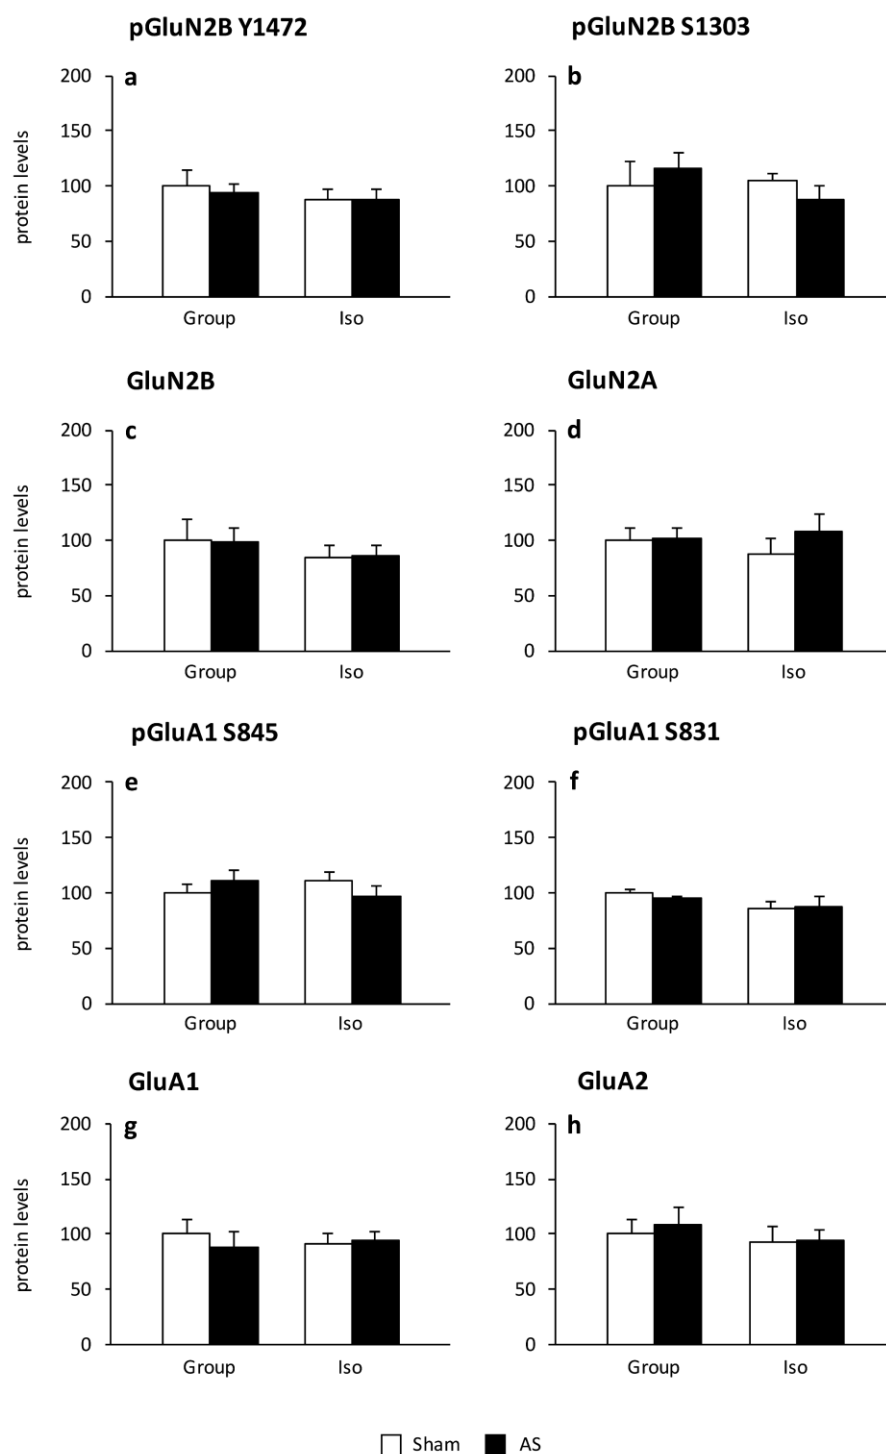 pGluN2B Y1472
pGluN2B S1303
a
b
protein levels
200
150
100
50
0
200
150
100
50
0
Group
Iso
Group
Iso
GluN2B
GluN2A
c
d
protein levels
200
150
100
50
0
200
150
100
50
0
Group
Iso
Group
Iso
pGluA1 S845
pGluA1 S831
e
f
protein levels
200
150
100
50
0
200
150
100
50
0
Group
Iso
Group
Iso
GluA1
GluA2
g
h
protein levels
200
150
100
50
0
200
150
100
50
0
Group
Iso
Group
Iso
Sham
AS